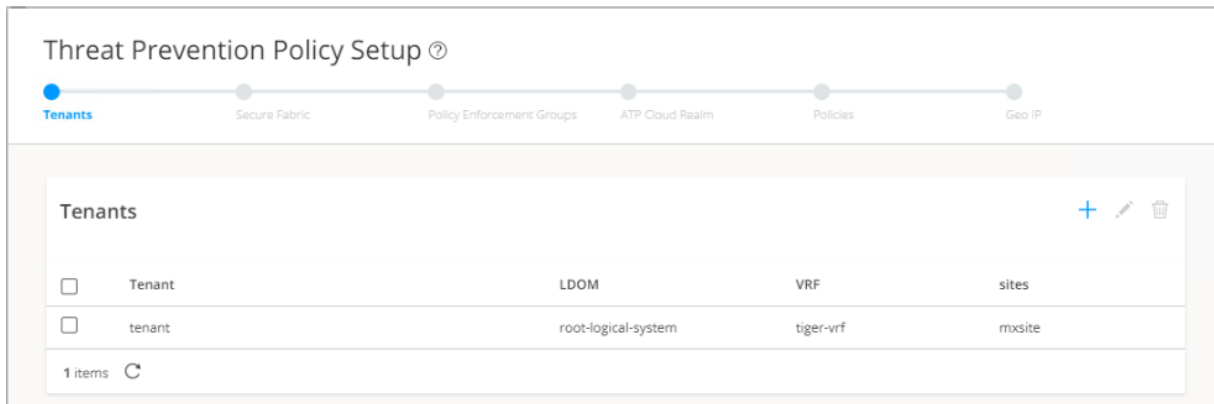 Threat Prevention Policy Setup ?
Tenants Secure Fabric Policy Enforcement Groups ATP Cloud Realm Policies Geo IP
Tenants
Tenant LDOM VRF sites
tenant root-logical-system tiger-vrf mxsite
1 items